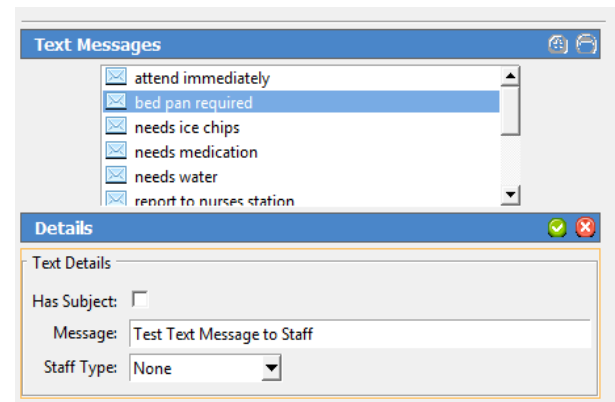 Text Messages
attend immediately
bed pan required
needs ice chips
needs medication
needs water
report to nurses station
Details
Text Details
Has Subject:
Message: Test Text Message to Staff
Staff Type: None